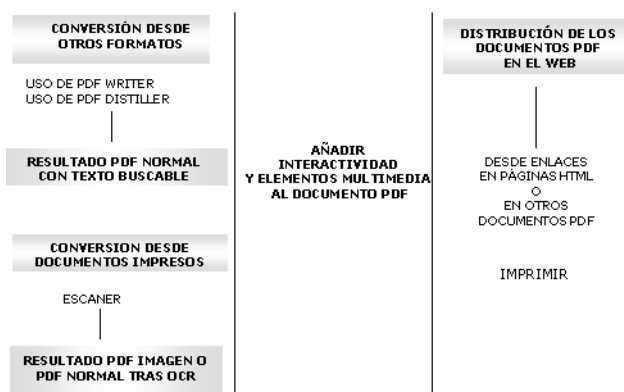 CONVERSIÒN DESDE
OTROS FORMATOS
USO DE PDF WRITER
USO DE PDF DISTILLER
RESULTADO PDF NORMAL
CON TEXTO BUSCABLE
CONVERSION DESDE
DOCUMENTOS IMPRESOS
ESCANER
RESULTADO PDF IMAGEN O
PDF NORMAL TRAS OCR
AÑADIR
INTERACTIVIDAD
Y ELEMENTOS MULTIMEDIA
AL DOCUMENTO PDF
DISTRIBUCIÓN DE LOS
DOCUMENTOS PDF
EN EL WEB
DESDE ENLACES
EN PÀGINAS HTML
O
EN OTROS
DOCUMENTOS PDF
IMPRIMIR